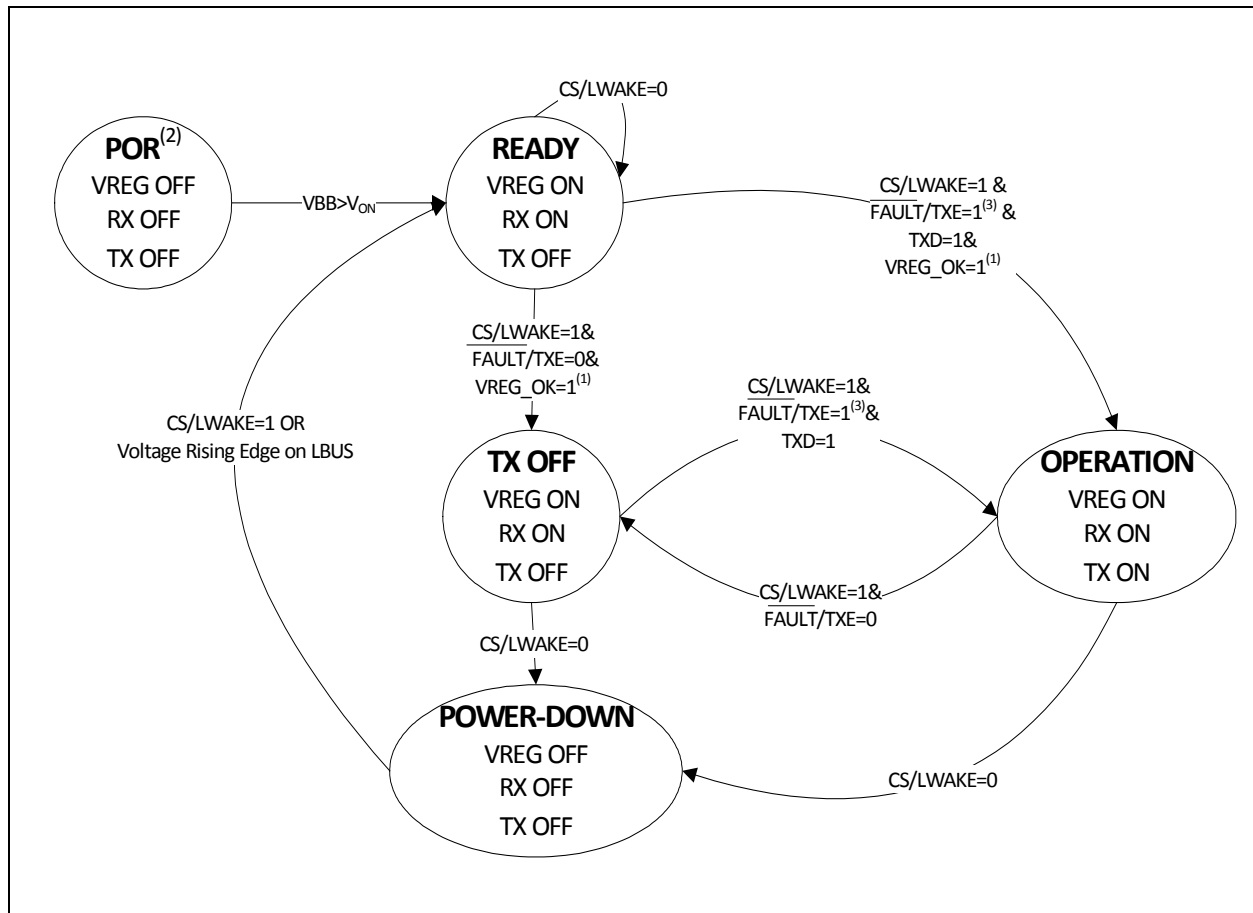 CS/LWAKE=0
POR(2)
VREG OFF
RX OFF
TX OFF
VBB>VON
READY
VREG ON
RX ON
TX OFF
CS/LWAKE=1 &
FAULT/TXE=1(3) &
TXD=1&
VREG_OK=1(1)
CS/LWAKE=1&
FAULT/TXE=0&
VREG_OK=1(1)
CS/LWAKE=1&
FAULT/TXE=1(3)&
TXD=1
CS/LWAKE=1 OR
Voltage Rising Edge on LBUS
TX OFF
VREG ON
RX ON
TX OFF
OPERATION
VREG ON
RX ON
TX ON
CS/LWAKE=1&
FAULT/TXE=0
CS/LWAKE=0
POWER-DOWN
VREG OFF
RX OFF
TX OFF
CS/LWAKE=0